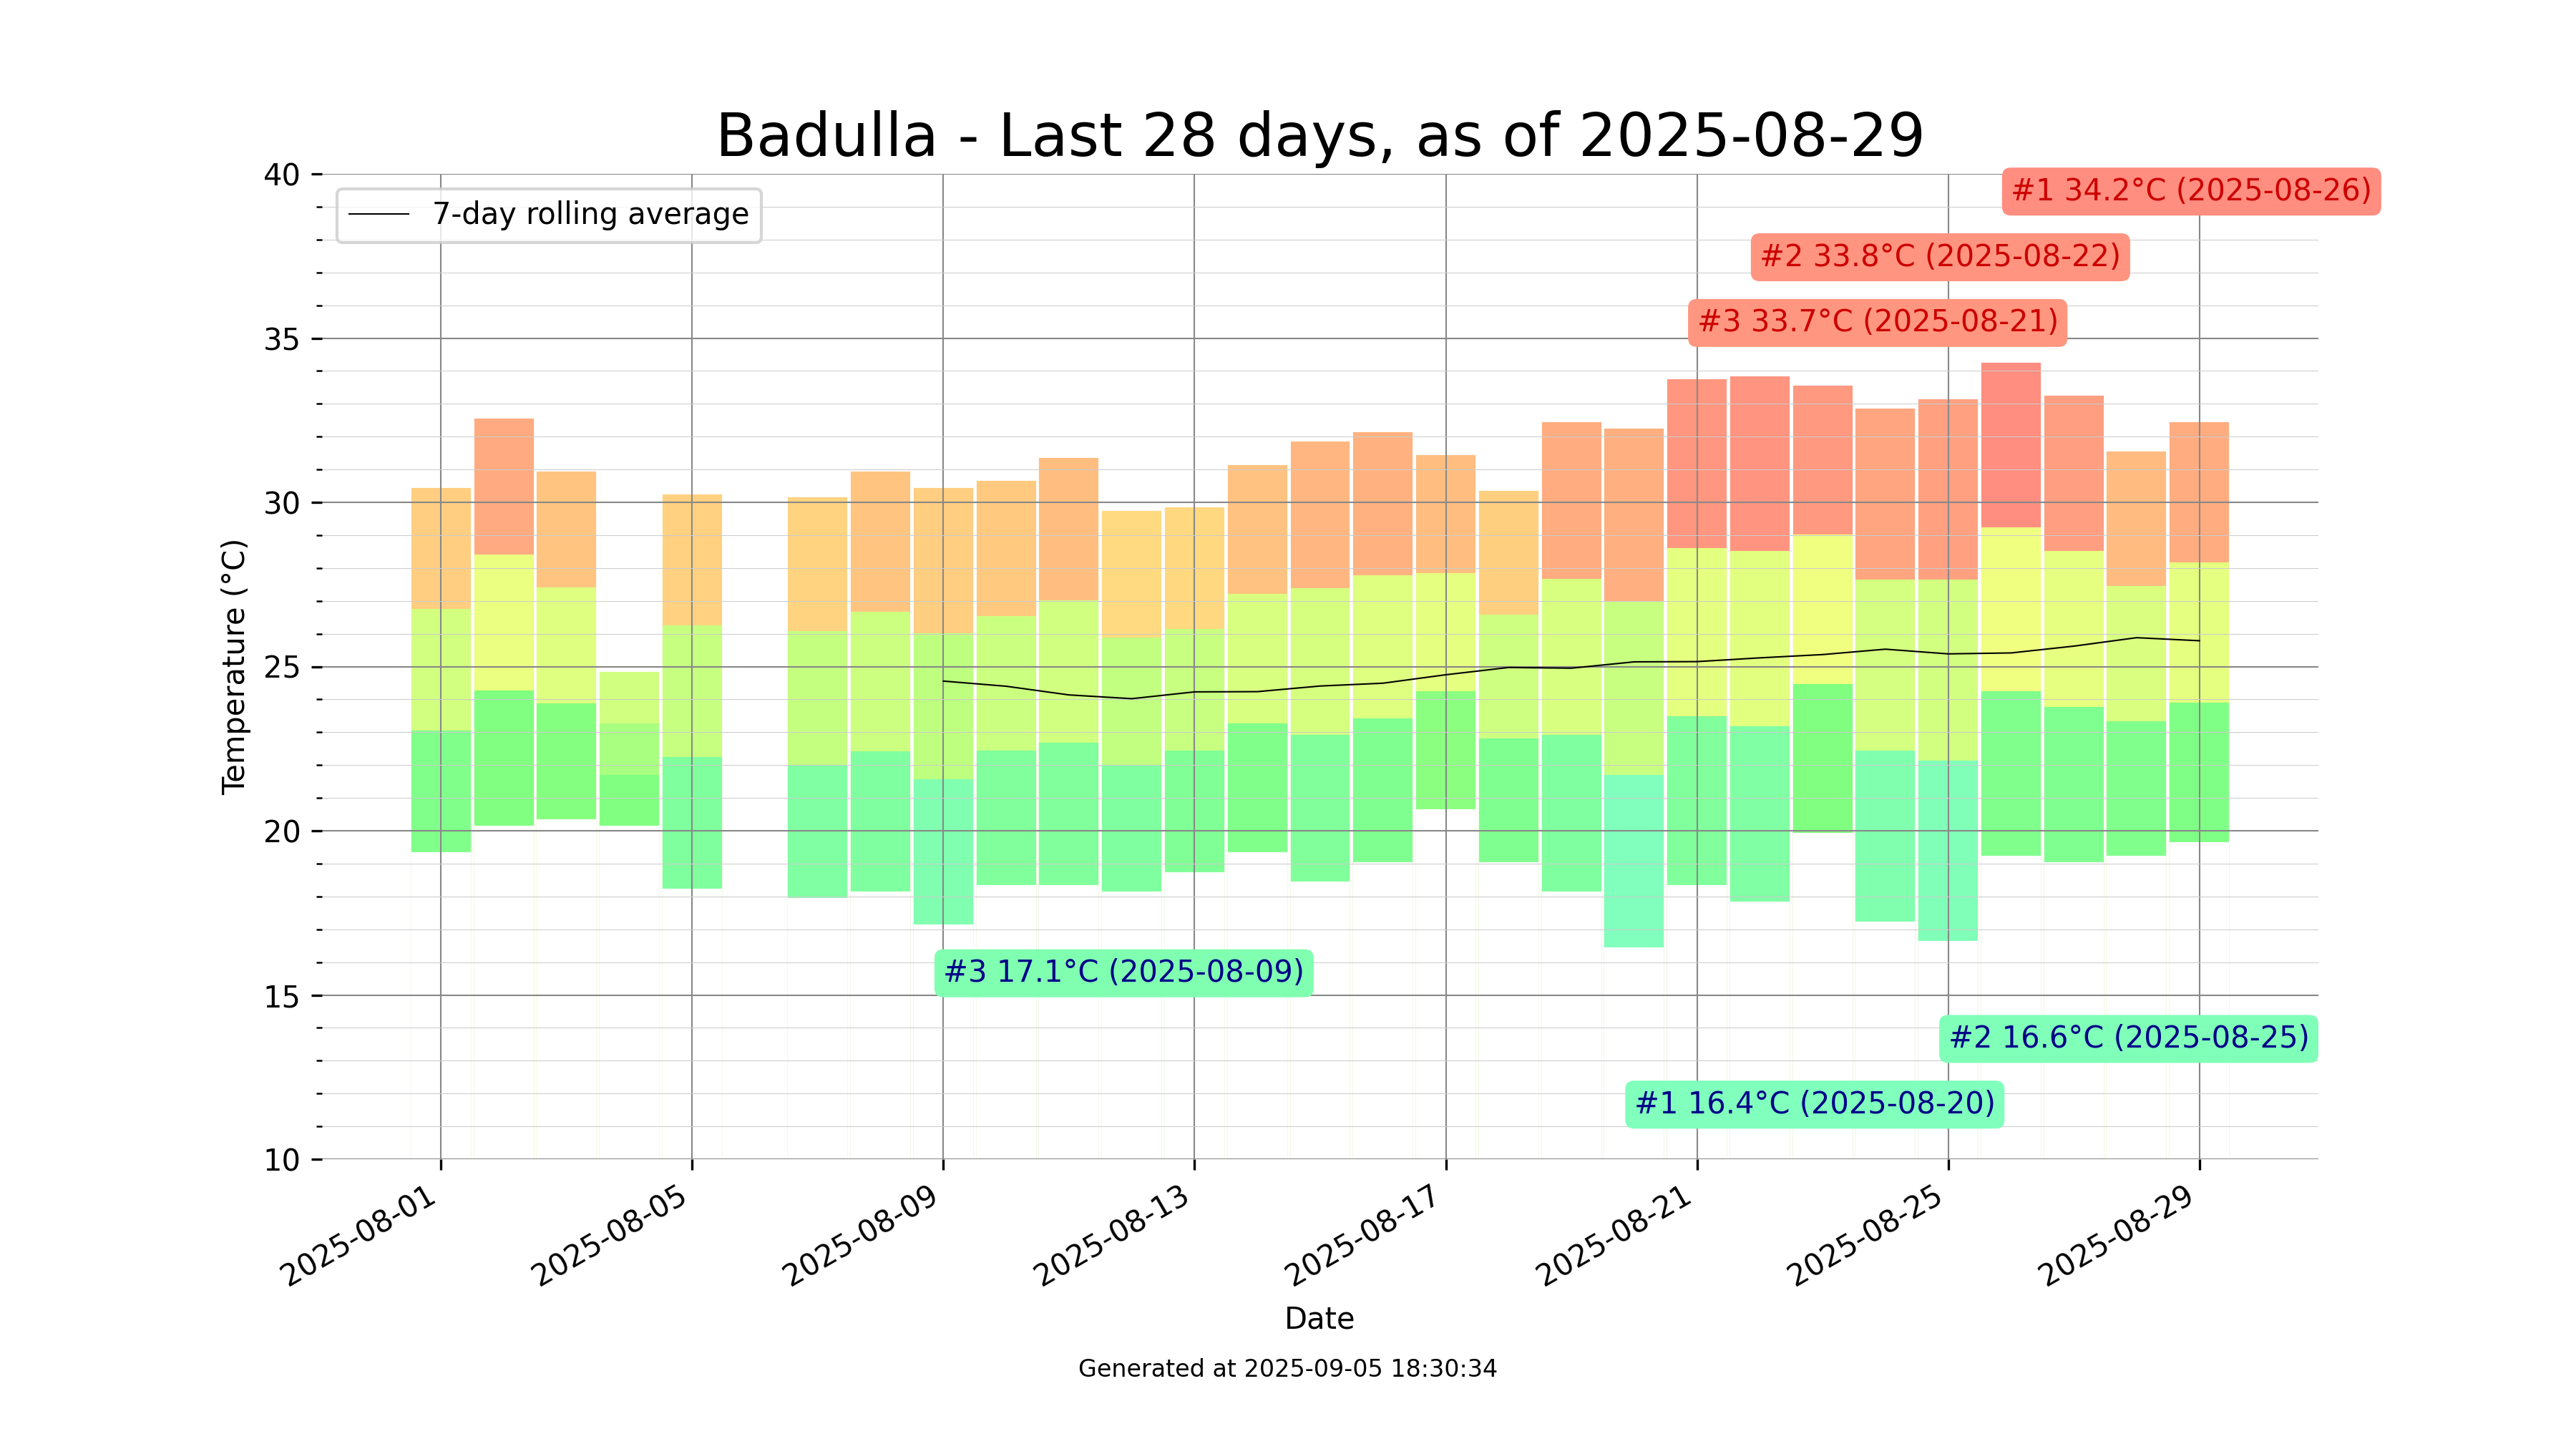 Badulla - Last 28 days, as of 2025-08-29
40
35
30
25
20
15
10
Temperature (°C)
7-day rolling average
#1 34.2°C (2025-08-26)
#2 33.8°C (2025-08-22)
#3 33.7°C (2025-08-21)
#3 17.1°C (2025-08-09)
#2 16.6°C (2025-08-25)
#1 16.4°C (2025-08-20)
2025-08-01
2025-08-05
2025-08-09
2025-08-13
2025-08-17
2025-08-21
2025-08-25
2025-08-29
Date
Generated at 2025-09-05 18:30:34